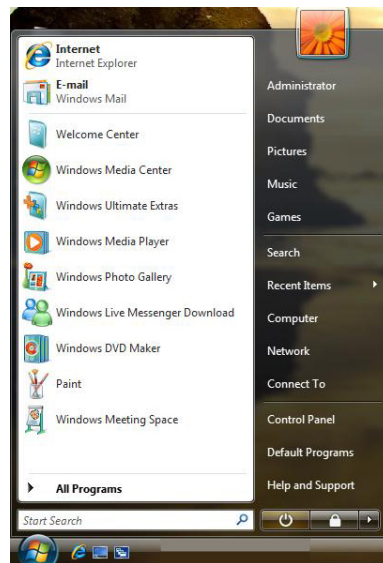 Internet
Internet Explorer
E-mail
Windows Mail
Welcome Center
Windows Media Center
Windows Ultimate Extras
Windows Media Player
Windows Photo Gallery
Windows Live Messenger Download
Windows DVD Maker
Paint
Windows Meeting Space
All Programs
Start Search
Administrator
Documents
Pictures
Music
Games
Search
Recent Items
Computer
Network
Connect To
Control Panel
Default Programs
Help and Support